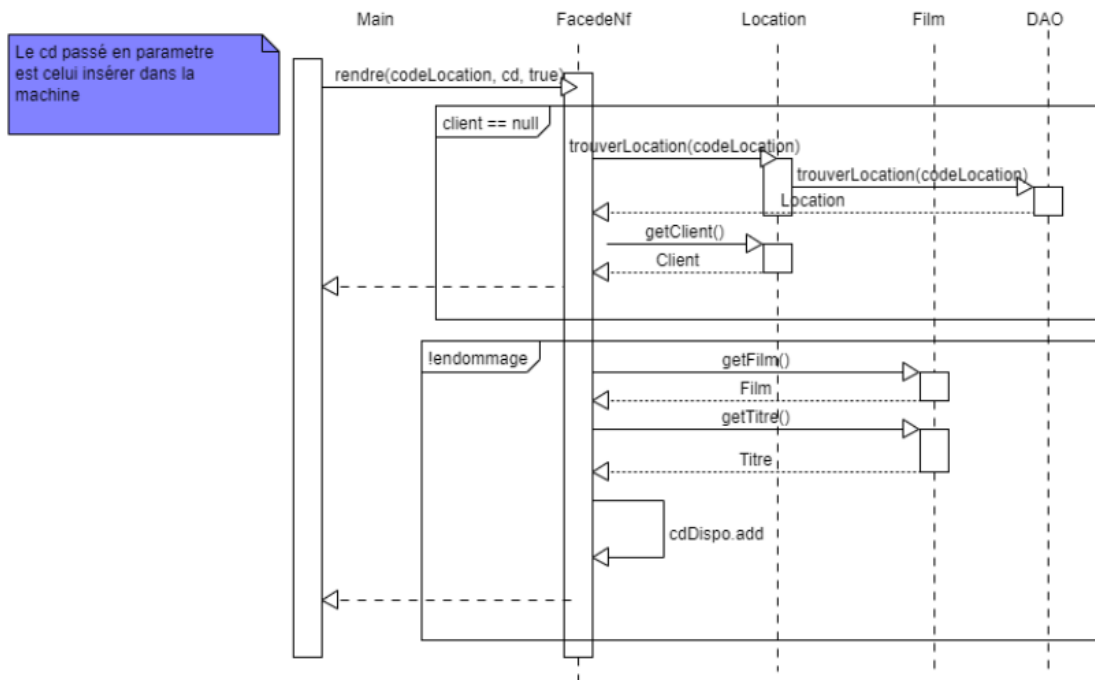 Main
FacedeNf
Location
Film
DAO
Le cd passé en parametre
est celui insérer dans la
machine
rendre(codeLocation, cd, true)
client == null
trouverLocation(codeLocation)
trouverLocation(codeLocation)
Location
getClient()
Client
!endommage
getFilm()
Film
getTitre()
Titre
cdDispo.add